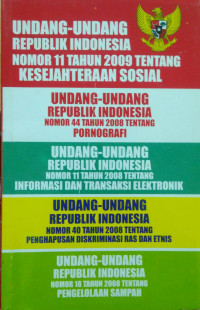 UNDANG-UNDANG
REPUBLIK INDONESIA
NOMOR 11 TAHUN 2009 TENTANG
KESEJAHTERAAN SOSIAL
UNDANG-UNDANG
REPUBLIK INDONESIA
NOMOR 44 TAHUN 2008 TENTANG
PORNOGRAFI
UNDANG-UNDANG
REPUBLIK INDONESIA
NOMOR 11 TAHUN 2008 TENTANG
INFORMASI DAN TRANSAKSI ELEKTRONIK
UNDANG-UNDANG
REPUBLIK INDONESIA
NOMOR 40 TAHUN 2008 TENTANG
PENGHAPUSAN DISKRIMINASI RAS DAN ETNIS
UNDANG-UNDANG
REPUBLIK INDONESIA
NOMOR 18 TAHUN 2008 TENTANG
PENGELOLAAN SAMPAH